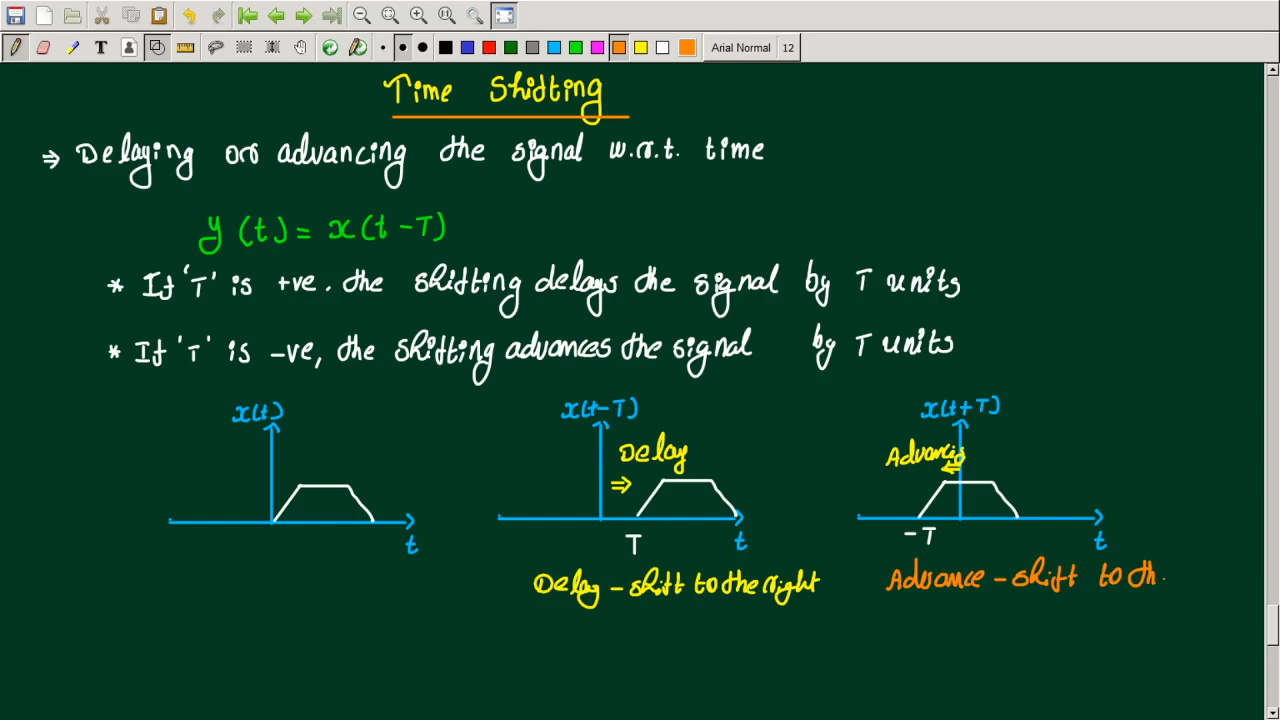 Arial Normal 12
Time Shifting
⇒ Delaying or advancing the signal w.r.t. time
y(t) = x(t-T)
* If 'T' is +ve. the shifting delays the signal by T units
* If 'T' is -ve, the shifting advances the signal by T units
x(t) x(t-T) x(t+T)
Delay
⇒ ⇐
T -T
t t t
Delay - shift to the right
Advance - shift to th